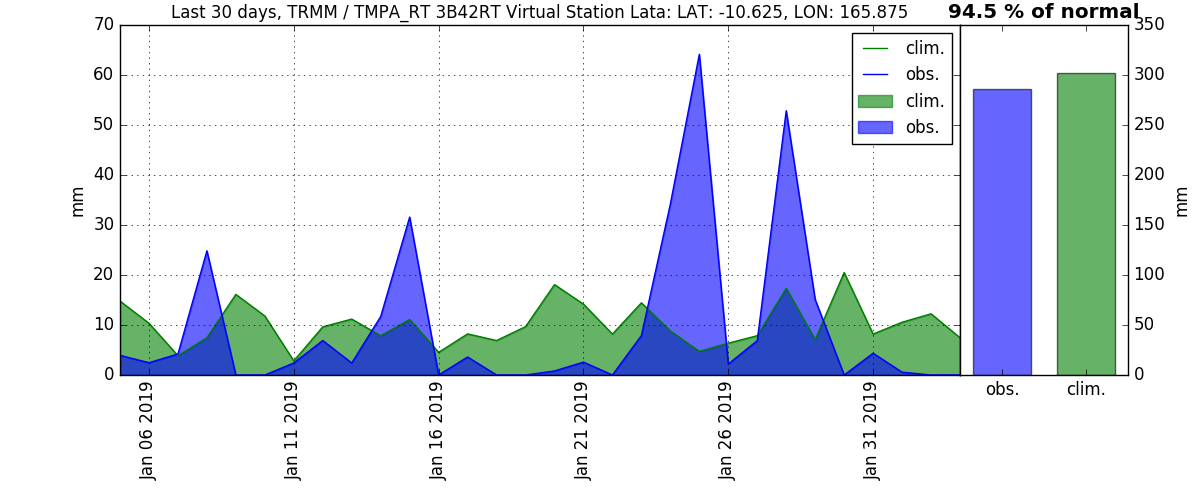 Last 30 days, TRMM / TMPA_RT 3B42RT Virtual Station Lata: LAT: -10.625, LON: 165.875
94.5 % of normal
70
60
50
40
30
20
10
0
mm
clim.
obs.
clim.
obs.
Jan 06 2019
Jan 11 2019
Jan 16 2019
Jan 21 2019
Jan 26 2019
Jan 31 2019
350
300
250
200
150
100
50
0
mm
obs.
clim.